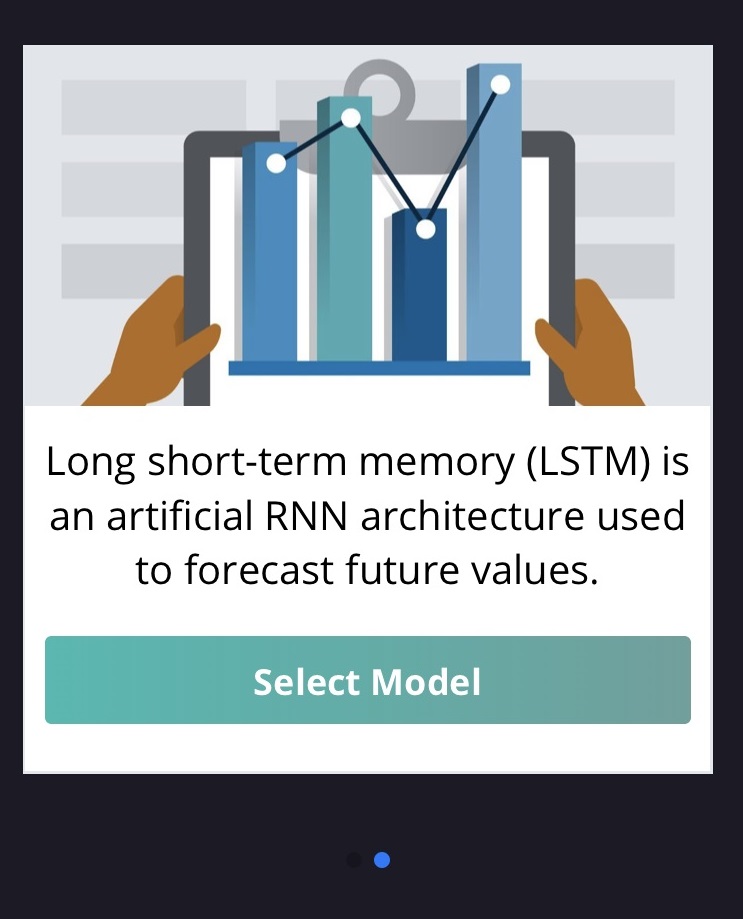 Long short-term memory (LSTM) is
an artificial RNN architecture used
to forecast future values.
Select Model